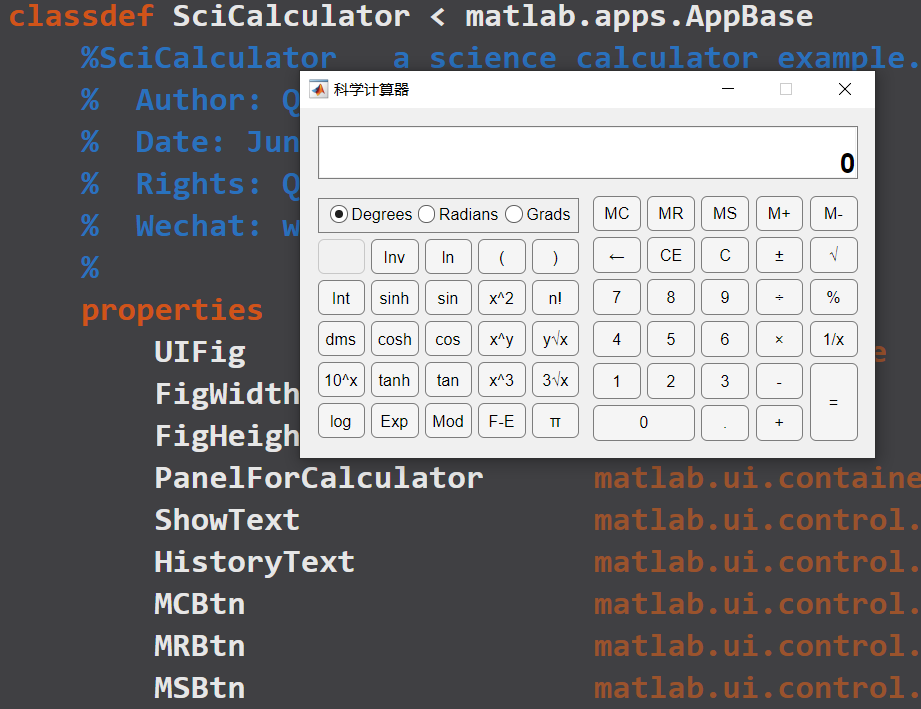 classdef SciCalculator < matlab.apps.AppBase
%SciCalculator a science calculator example.
% Author: Q
% Date: Jun
% Rights: Q
% Wechat: w
%
properties
UIFig
FigWidth
FigHeigh
PanelForCalculator matlab.ui.containe
ShowText matlab.ui.control.
HistoryText matlab.ui.control.
MCBtn matlab.ui.control.
MRBtn matlab.ui.control.
MSBtn matlab.ui.control.
科学计算器
0
Degrees Radians Grads MC MR MS M+ M-
Inv ln ( ) ← CE C ± √
Int sinh sin x^2 n! 7 8 9 ÷ %
dms cosh cos x^y y√x 4 5 6 × 1/x
10^x tanh tan x^3 3√x 1 2 3 - =
log Exp Mod F-E π 0 . +